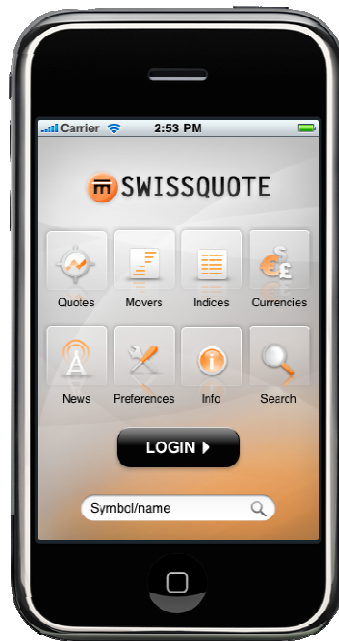 Carrier 2:53 PM
SWISSQUOTE
Quotes Movers Indices Currencies
News Preferences Info Search
LOGIN
Symbol/name